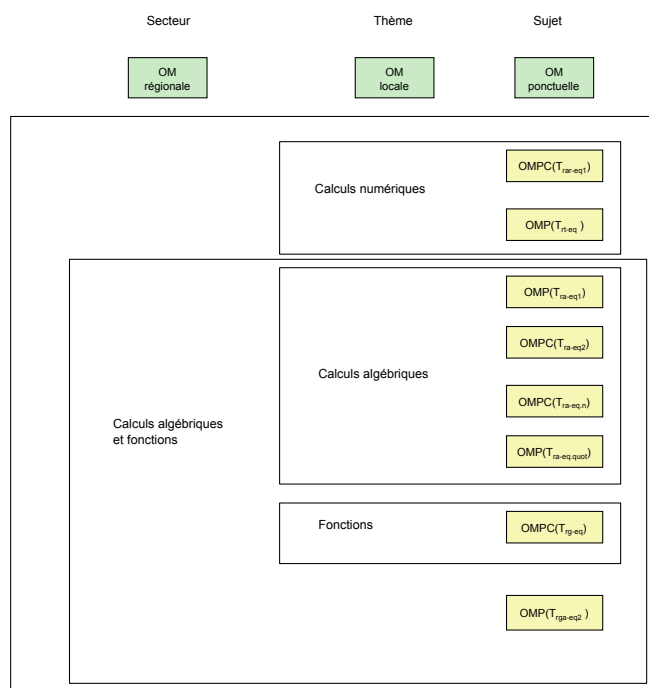 Secteur
Thème
Sujet
OM
régionale
OM
locale
OM
ponctuelle
Calculs numériques
OMPC(Trar-eq1)
OMP(Trt-eq )
Calculs algébriques
et fonctions
Calculs algébriques
OMP(Tra-eq1)
OMPC(Tra-eq2)
OMPC(Tra-eq.n)
OMP(Tra-eq.quot)
Fonctions
OMPC(Trg-eq)
OMP(Trga-eq2 )